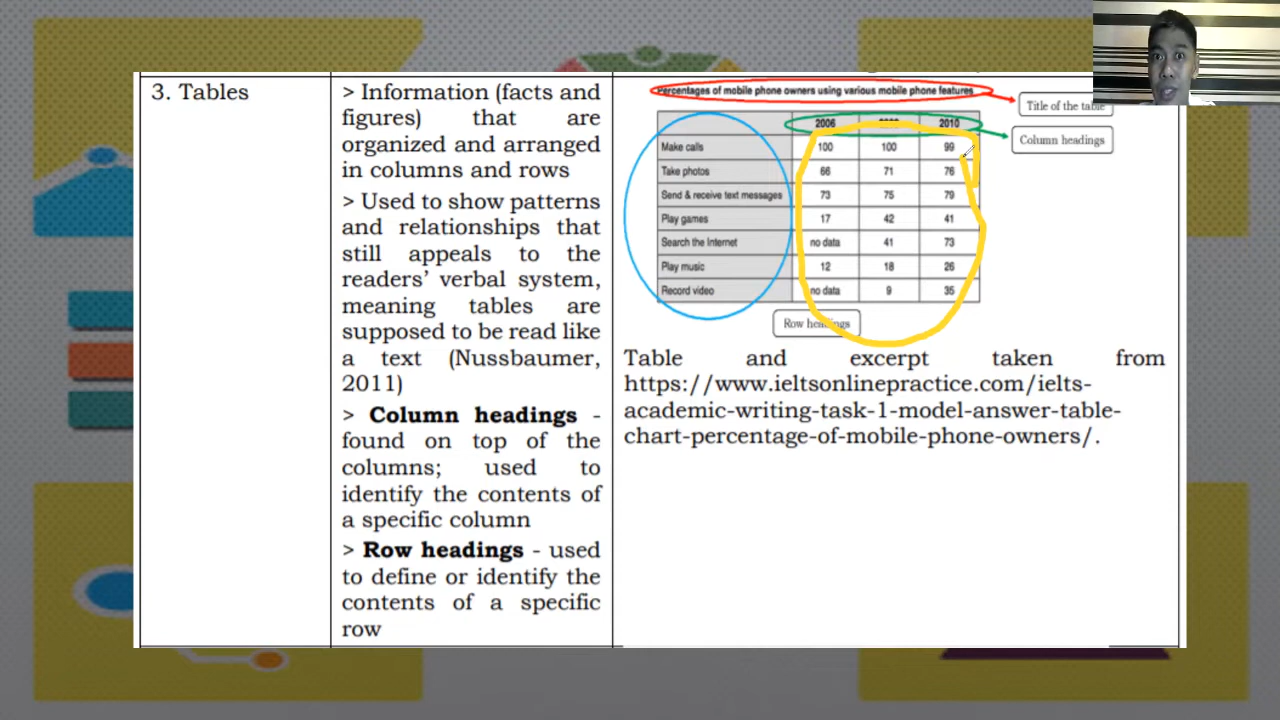 3. Tables
> Information (facts and
figures) that are
organized and arranged
in columns and rows
> Used to show patterns
and relationships that
still appeals to the
readers' verbal system,
meaning tables are
supposed to be read like
a text (Nussbaumer,
2011)
> Column headings -
found on top of the
columns; used to
identify the contents of
a specific column
> Row headings - used
to define or identify the
contents of a specific
row
Percentages of mobile phone owners using various mobile phone features
Title of the table
Column headings
2006 2010
Make calls 100 100 99
Take photos 66 71 76
Send & receive text messages 73 75 79
Play games 17 42 41
Search the Internet no data 41 73
Play music 12 18 26
Record video no data 9 35
Row headings
Table and excerpt taken from
https://www.ieltsonlinepractice.com/ielts-
academic-writing-task-1-model-answer-table-
chart-percentage-of-mobile-phone-owners/.